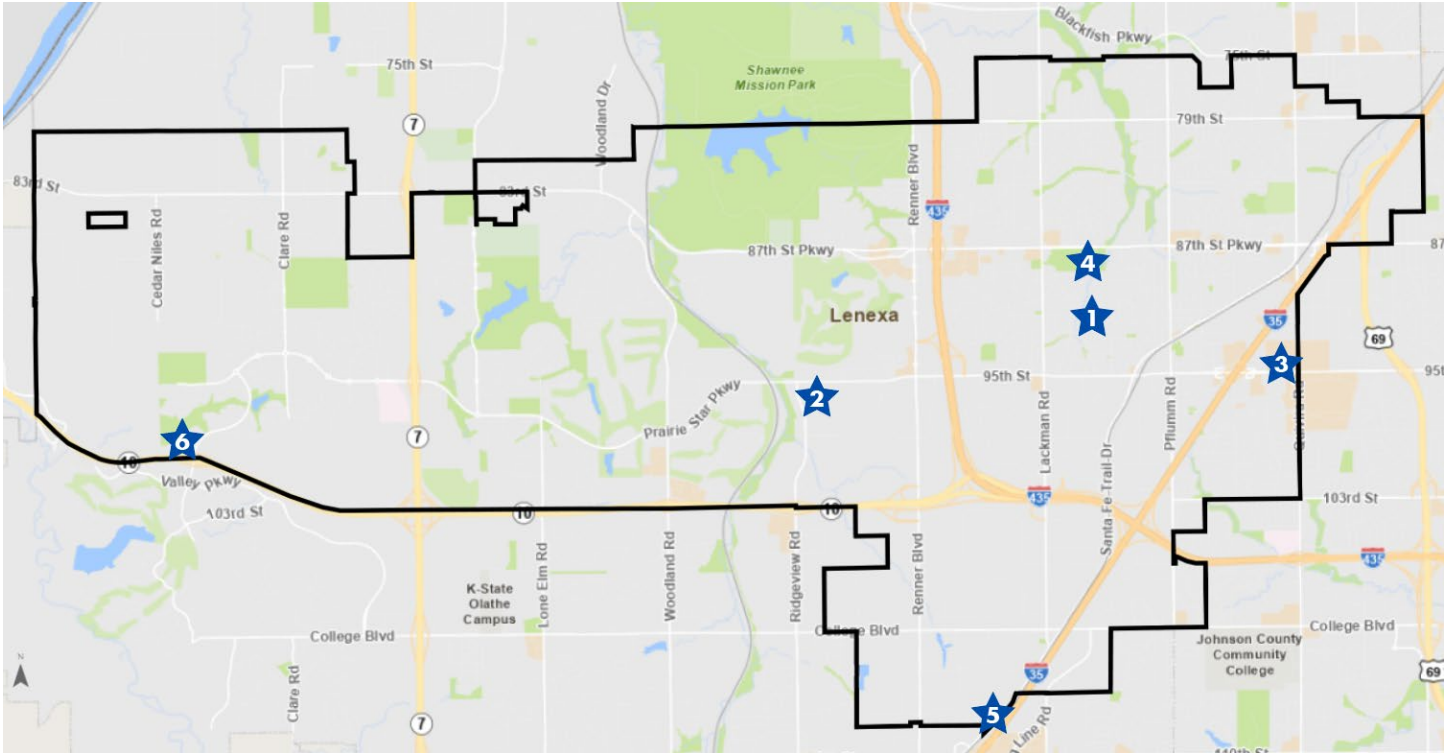 Blackfish Pkwy
75th St
75th St
Shawnee
Mission Park
Woodland Dr
7
79th St
83rd St
83rd St
Renner Blvd
435
Cedar Niles Rd
Clare Rd
87th St Pkwy
87th St Pkwy
87
4
1
Lenexa
35
69
3
95th St
95t
2
Prairie Star Pkwy
Lackman Rd
Pflumm Rd
Quivira Rd
7
6
10
Valley Pkwy
103rd St
10
10
435
Santa Fe Trail Dr
103rd St
435
Lone Elm Rd
Woodland Rd
Ridgeview Rd
Renner Blvd
K-State
Olathe
Campus
College Blvd
College Blvd
College Blvd
Johnson County
Community
College
N
Clare Rd
35
69
7
5
n Line Rd